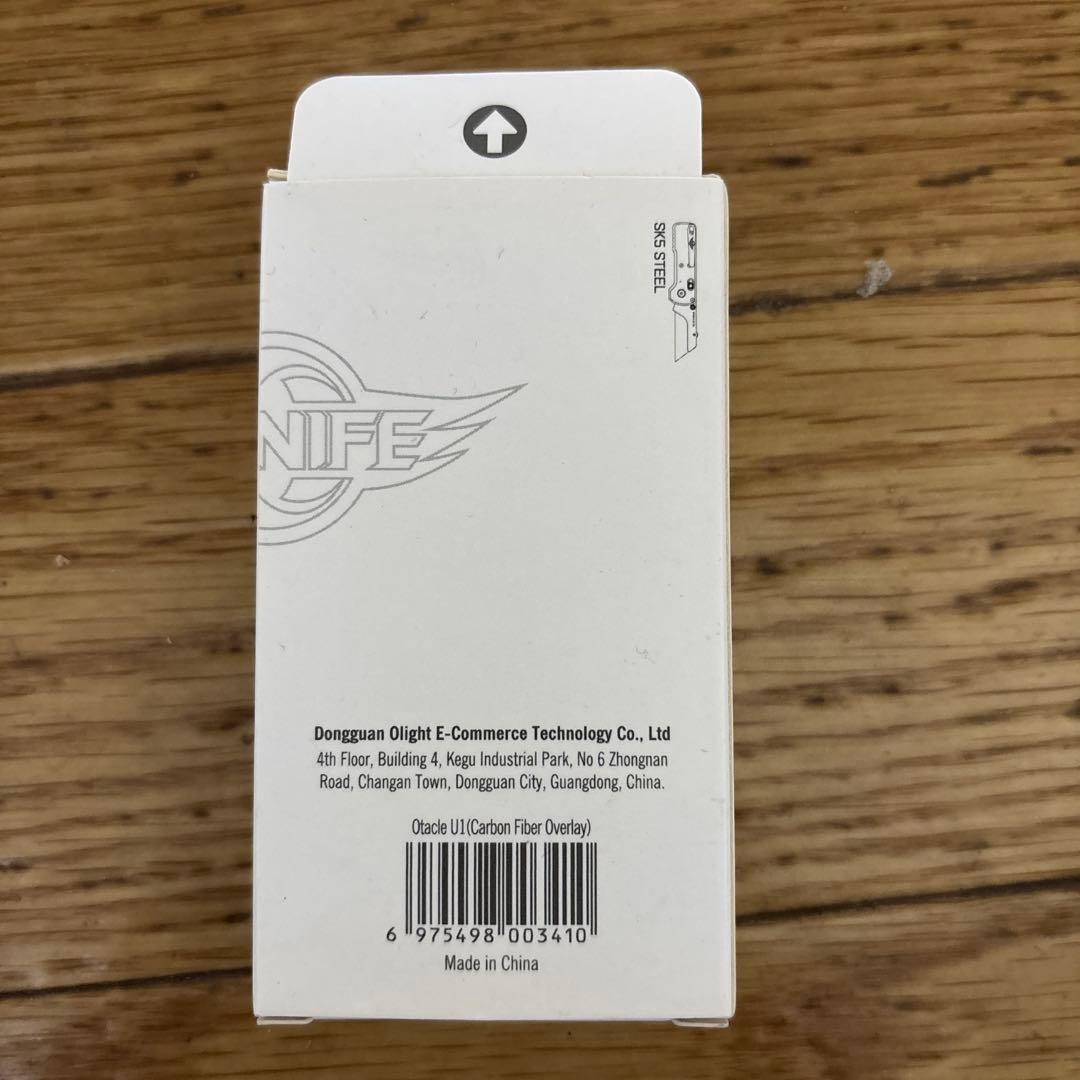 SK5 STEEL
NIFE
Dongguan Olight E-Commerce Technology Co., Ltd
4th Floor, Building 4, Kegu Industrial Park, No 6 Zhongnan
Road, Changan Town, Dongguan City, Guangdong, China.
Otacle U1(Carbon Fiber Overlay)
6 975498 003410
Made in China